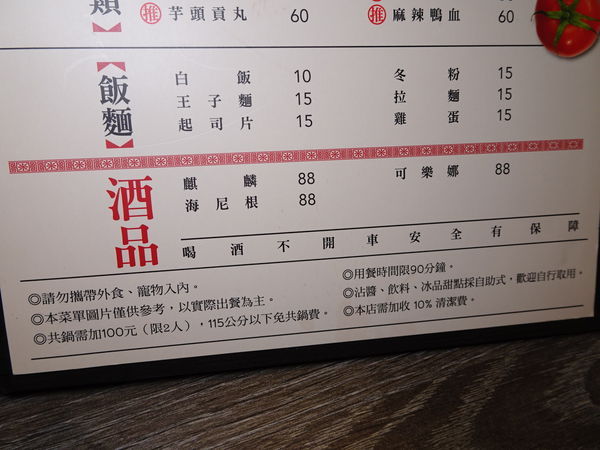 類】
推 芋頭貢丸 60
推 麻辣鴨血 60
【飯麵】
白飯 10
冬粉 15
王子麵 15
拉麵 15
起司片 15
雞蛋 15
酒品
麒麟 88
可樂娜 88
海尼根 88
喝酒不開車安全有保障
◎請勿攜帶外食、寵物入內。
◎本菜單圖片僅供參考，以實際出餐為主。
◎共鍋需加100元（限2人），115公分以下免共鍋費。
◎用餐時間限90分鐘。
◎沾醬、飲料、冰品甜點採自助式，歡迎自行取用。
◎本店需加收 10% 清潔費。